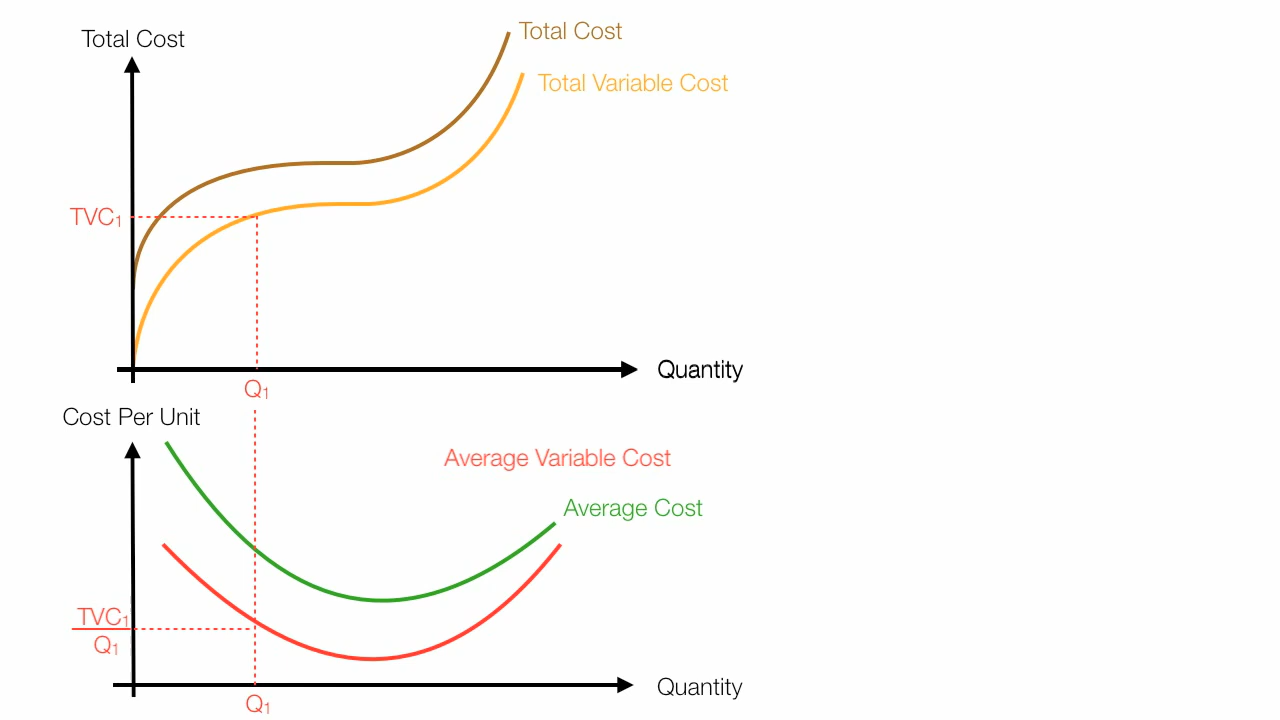 Total Cost
Total Cost
Total Variable Cost
TVC₁
Quantity
Q₁
Cost Per Unit
Average Variable Cost
Average Cost
TVC₁
Q₁
Quantity
Q₁